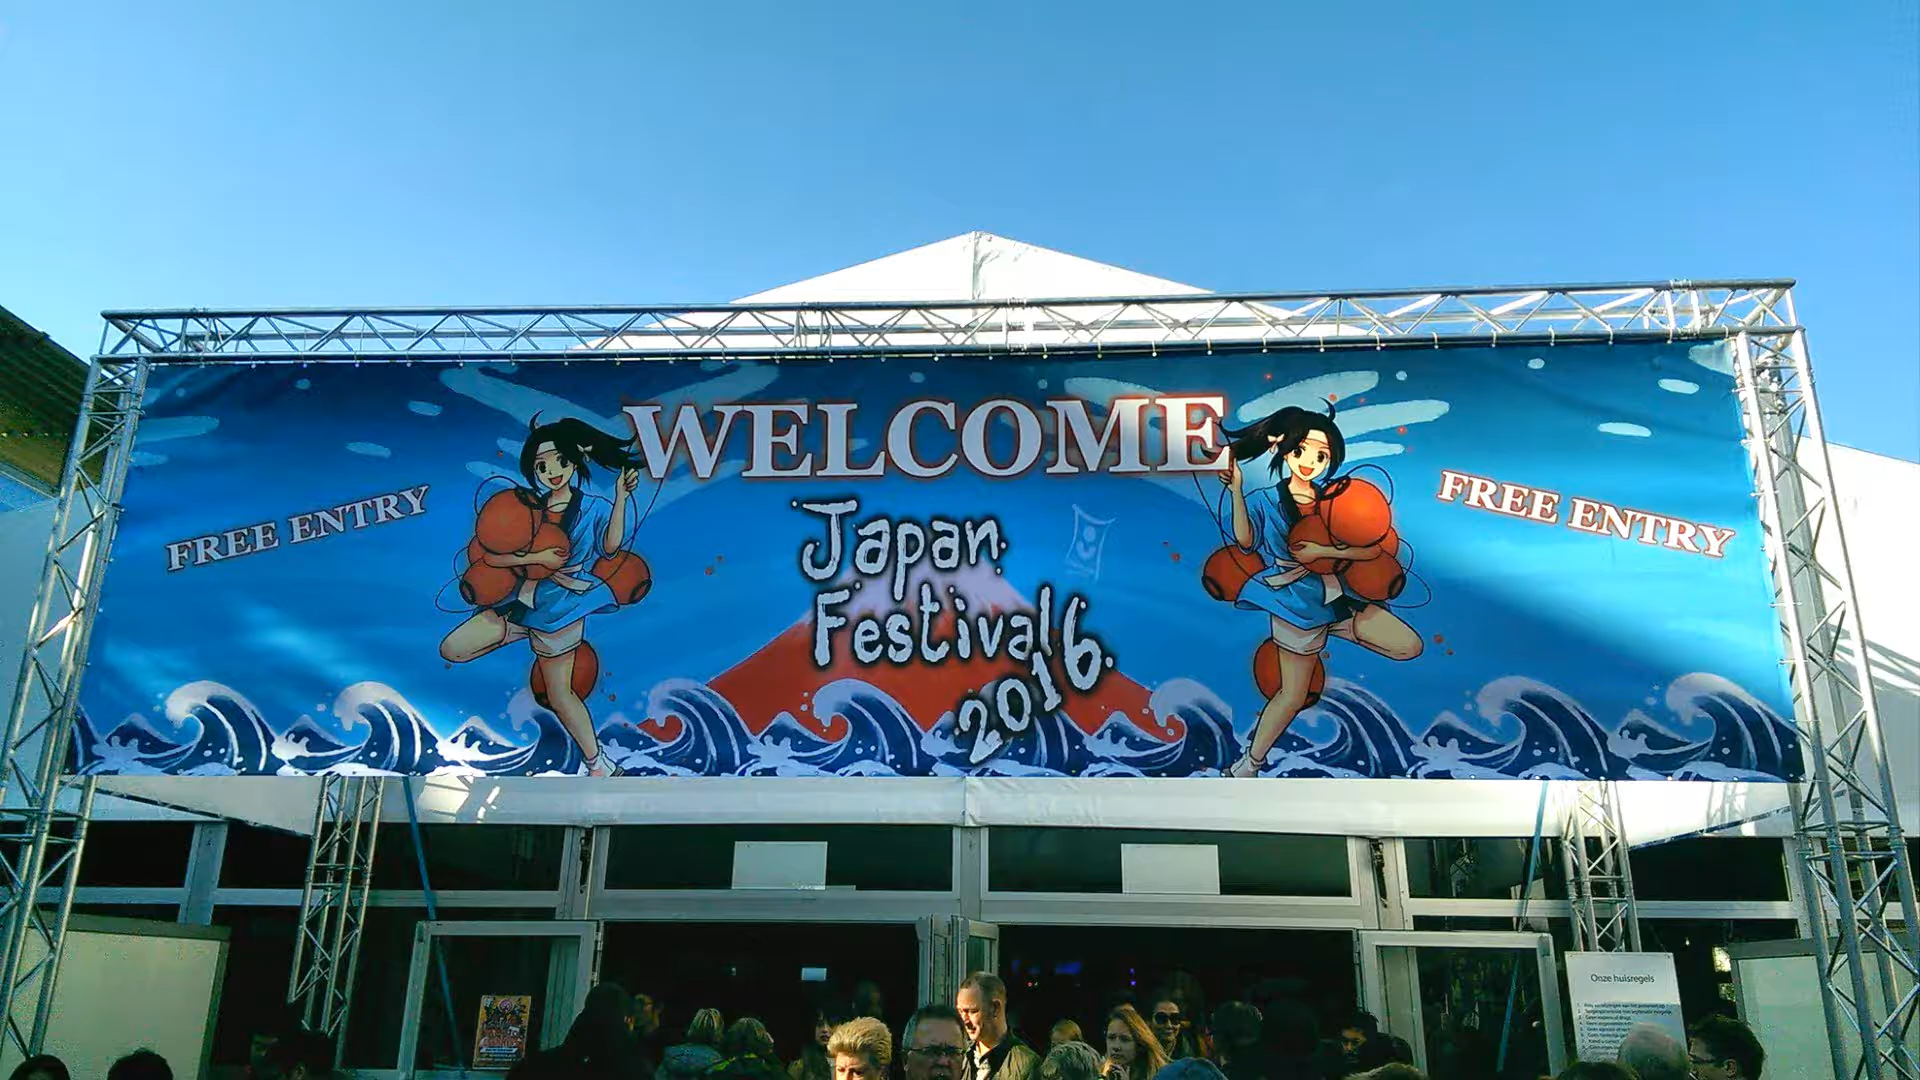 WELCOME
FREE ENTRY
Japan
Festival
2016
FREE ENTRY
Onze huisregels